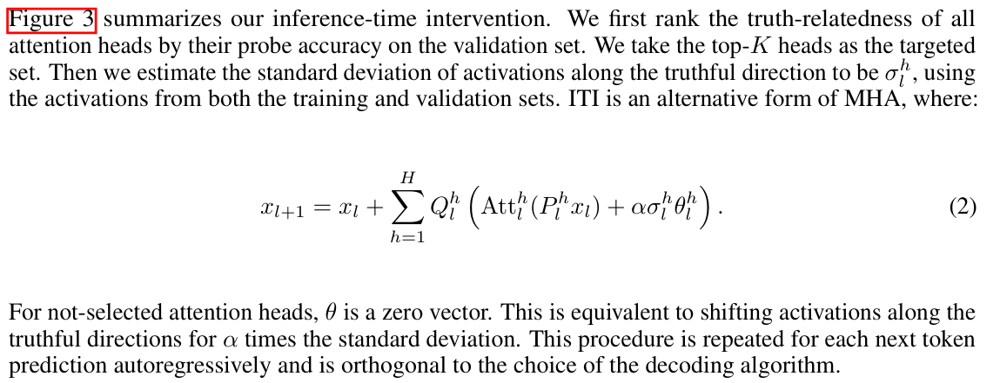 Figure 3 summarizes our inference-time intervention. We first rank the truth-relatedness of all
attention heads by their probe accuracy on the validation set. We take the top-K heads as the targeted
set. Then we estimate the standard deviation of activations along the truthful direction to be σ_l^h, using
the activations from both the training and validation sets. ITI is an alternative form of MHA, where:
x_{l+1} = x_l + \sum_{h=1}^{H} Q_l^h \left( \text{Att}_l^h(P_l^h x_l) + \alpha\sigma_l^h\theta_l^h \right). (2)
For not-selected attention heads, θ is a zero vector. This is equivalent to shifting activations along the
truthful directions for α times the standard deviation. This procedure is repeated for each next token
prediction autoregressively and is orthogonal to the choice of the decoding algorithm.